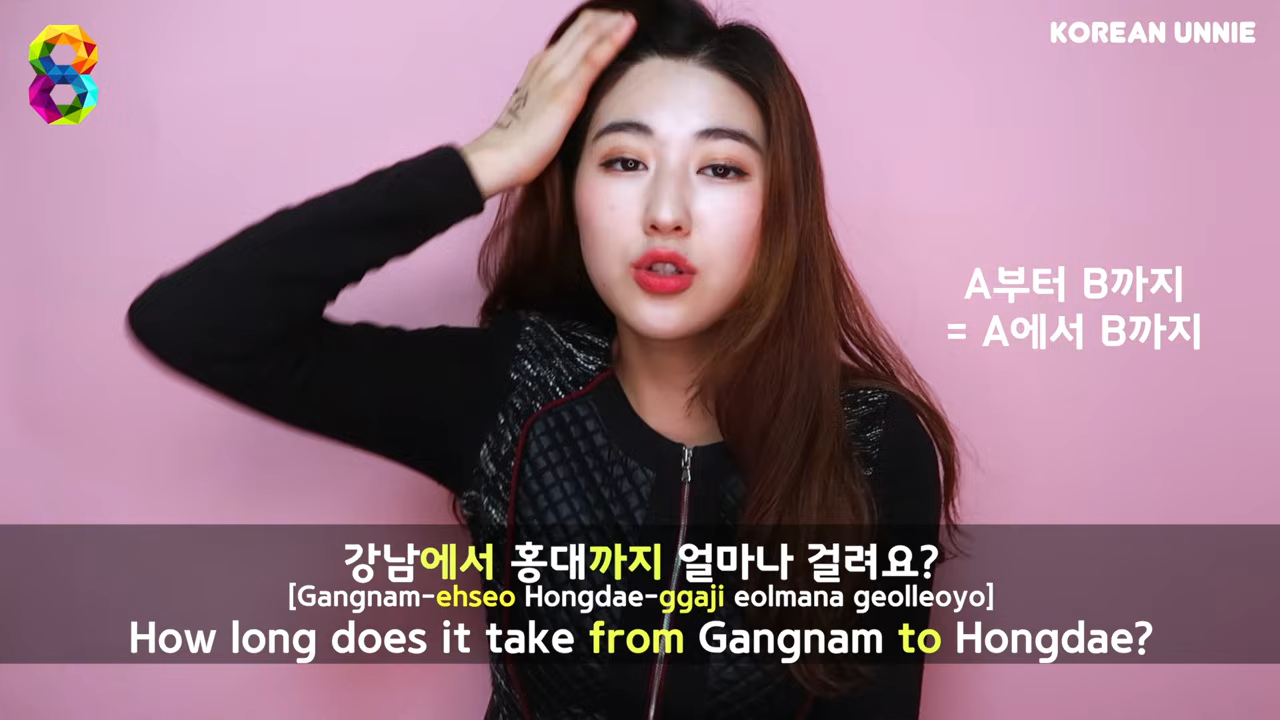 8
KOREAN UNNIE
A부터 B까지
= A에서 B까지
강남에서 홍대까지 얼마나 걸려요?
[Gangnam-ehseo Hongdae-ggaji eolmana geolleoyo]
How long does it take from Gangnam to Hongdae?